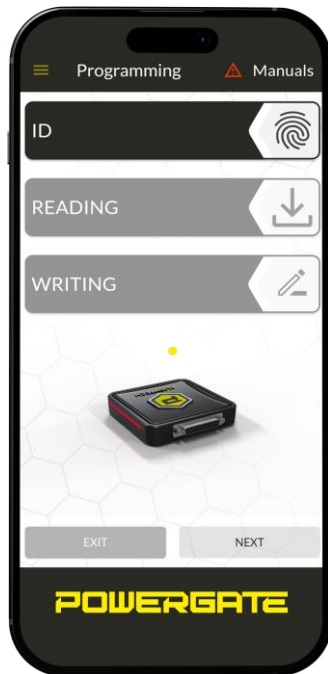 Programming
Manuals
ID
READING
WRITING
EXIT
NEXT
POWERGATE